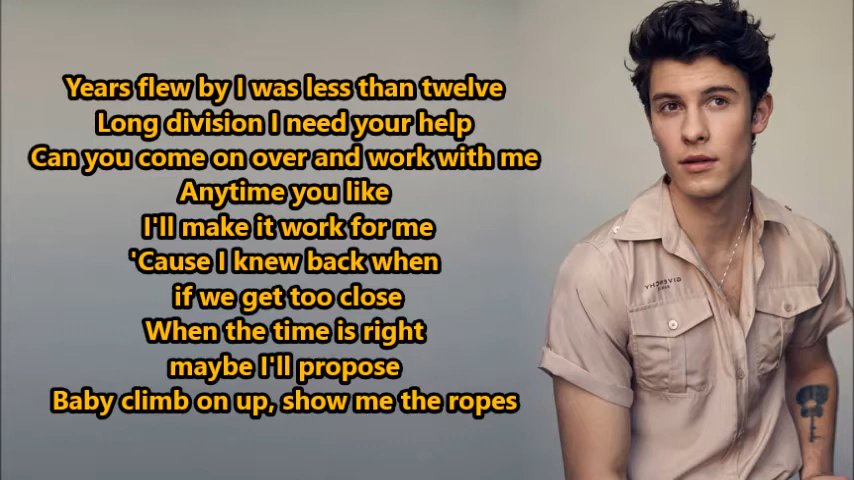 Years flew by I was less than twelve
Long division I need your help
Can you come on over and work with me
Anytime you like
I'll make it work for me
'Cause I knew back when
if we get too close
When the time is right
maybe I'll propose
Baby climb on up, show me the ropes
GIVENCHY
PARIS